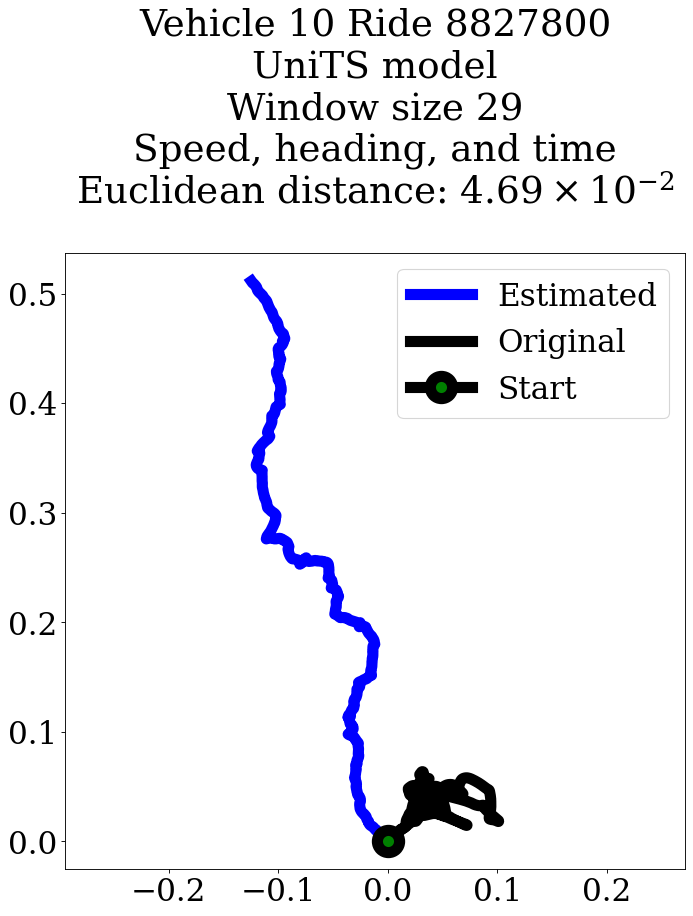 Vehicle 10 Ride 8827800
UniTS model
Window size 29
Speed, heading, and time
Euclidean distance: 4.69 × 10⁻²
Estimated
Original
Start
0.5
0.4
0.3
0.2
0.1
0.0
−0.2 −0.1 0.0 0.1 0.2